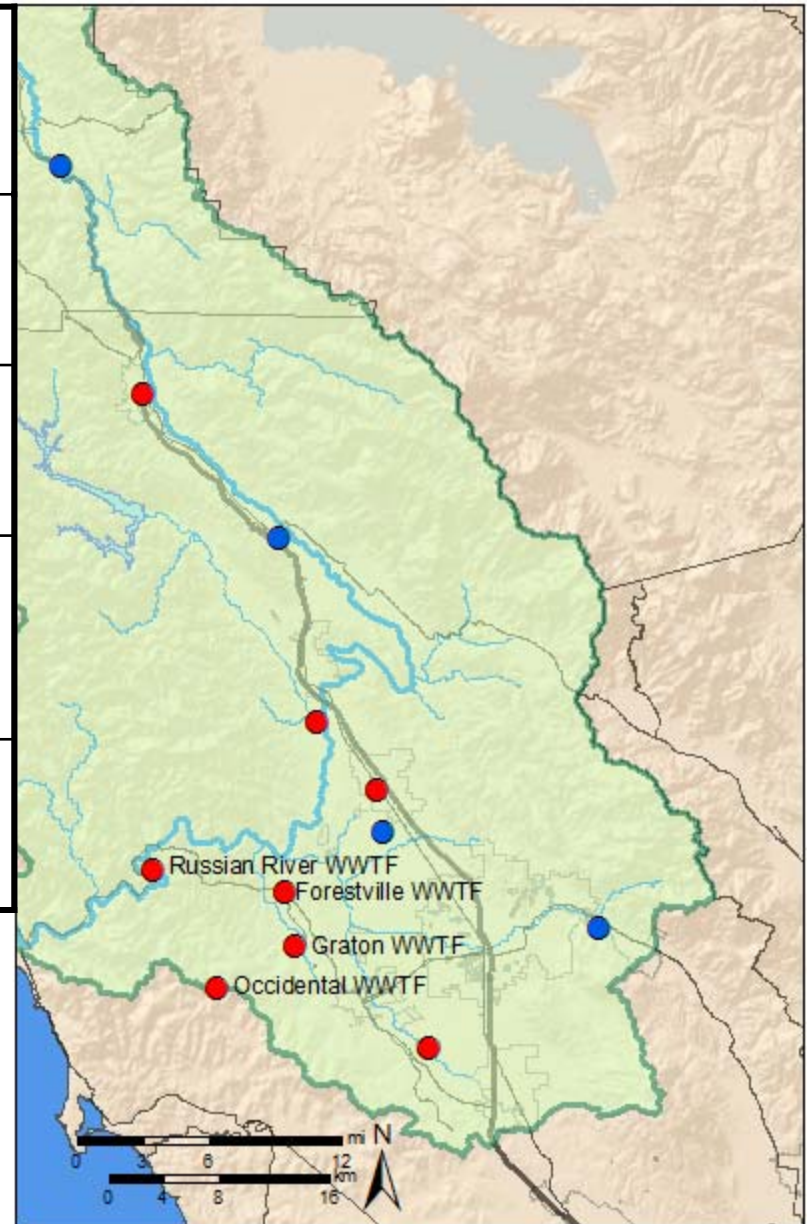 Russian River WWTF
Forestville WWTF
Graton WWTF
Occidental WWTF
mi N
0 3 6 12
km
0 4 8 16